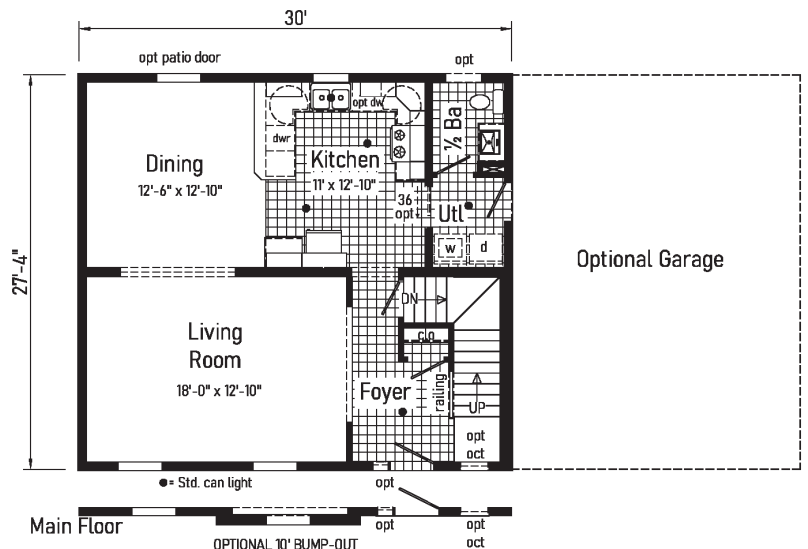 30'
opt patio door
opt
opt dw
dwr
Dining
12'-6" x 12'-10"
Kitchen
11' x 12'-10"
½ Ba
36
opt
Utl
w
d
27'-4"
Optional Garage
DN
clo
Living
Room
18'-0" x 12'-10"
Foyer
railing
UP
opt
oct
= Std. can light
opt
Main Floor
OPTIONAL 10' BUMP-OUT
opt
opt
oct